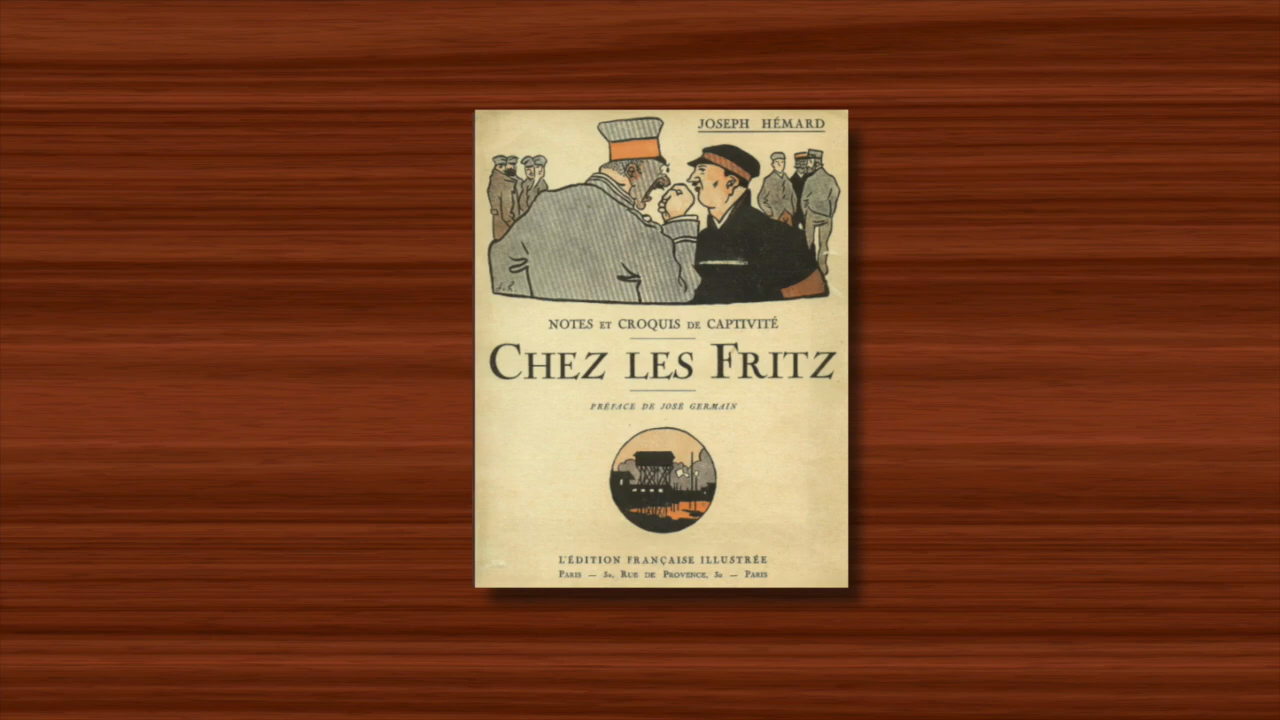 JOSEPH HÉMARD
NOTES ET CROQUIS DE CAPTIVITÉ
CHEZ LES FRITZ
PRÉFACE DE JOSÉ GERMAIN
L'ÉDITION FRANÇAISE ILLUSTRÉE
PARIS — 30, RUE DE PROVENCE, 30 — PARIS